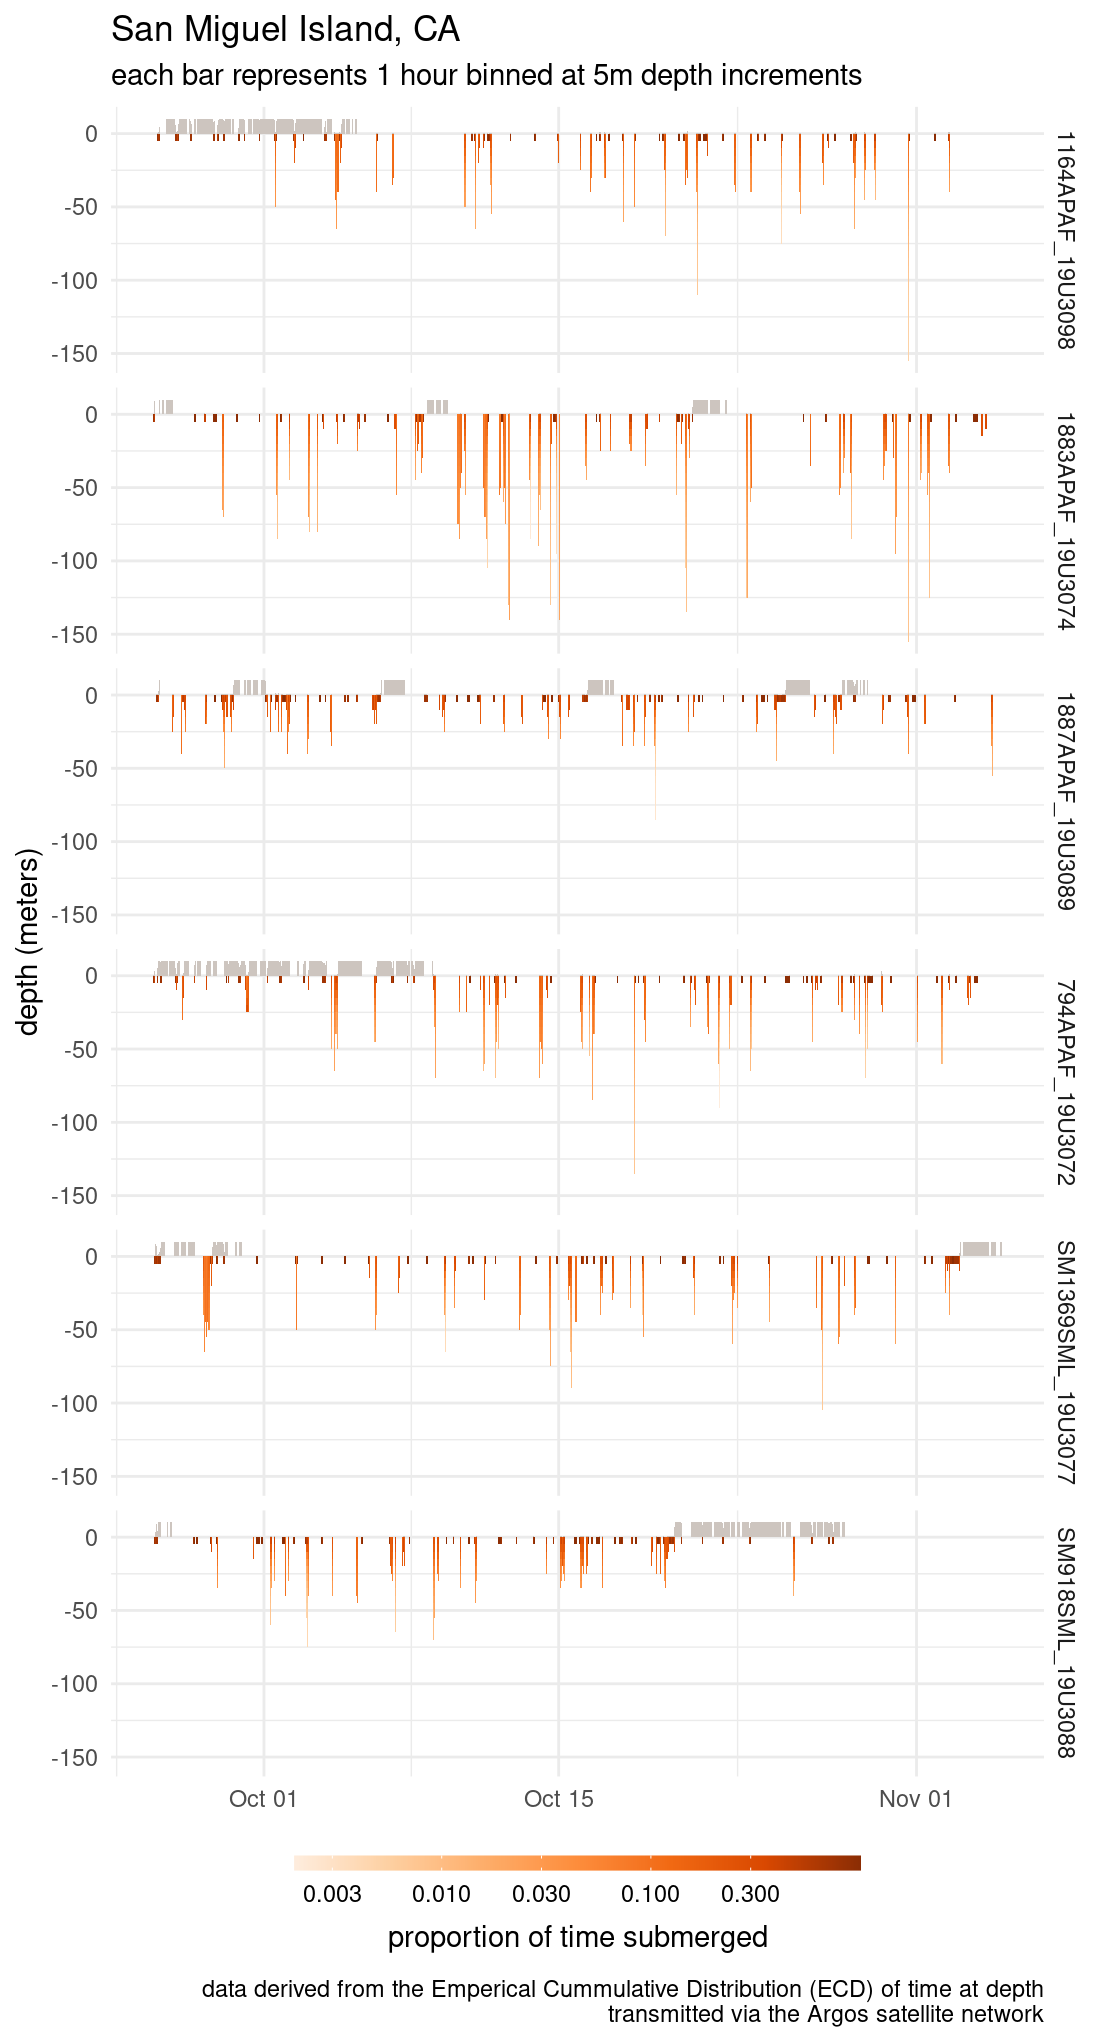 San Miguel Island, CA
each bar represents 1 hour binned at 5m depth increments
depth (meters)
0
-50
-100
-150
1164APAF_19U3098
0
-50
-100
-150
1883APAF_19U3074
0
-50
-100
-150
1887APAF_19U3089
0
-50
-100
-150
794APAF_19U3072
0
-50
-100
-150
SM1369SML_19U3077
0
-50
-100
-150
SM918SML_19U3088
Oct 01 Oct 15 Nov 01
0.003 0.010 0.030 0.100 0.300
proportion of time submerged
data derived from the Emperical Cummulative Distribution (ECD) of time at depth
transmitted via the Argos satellite network